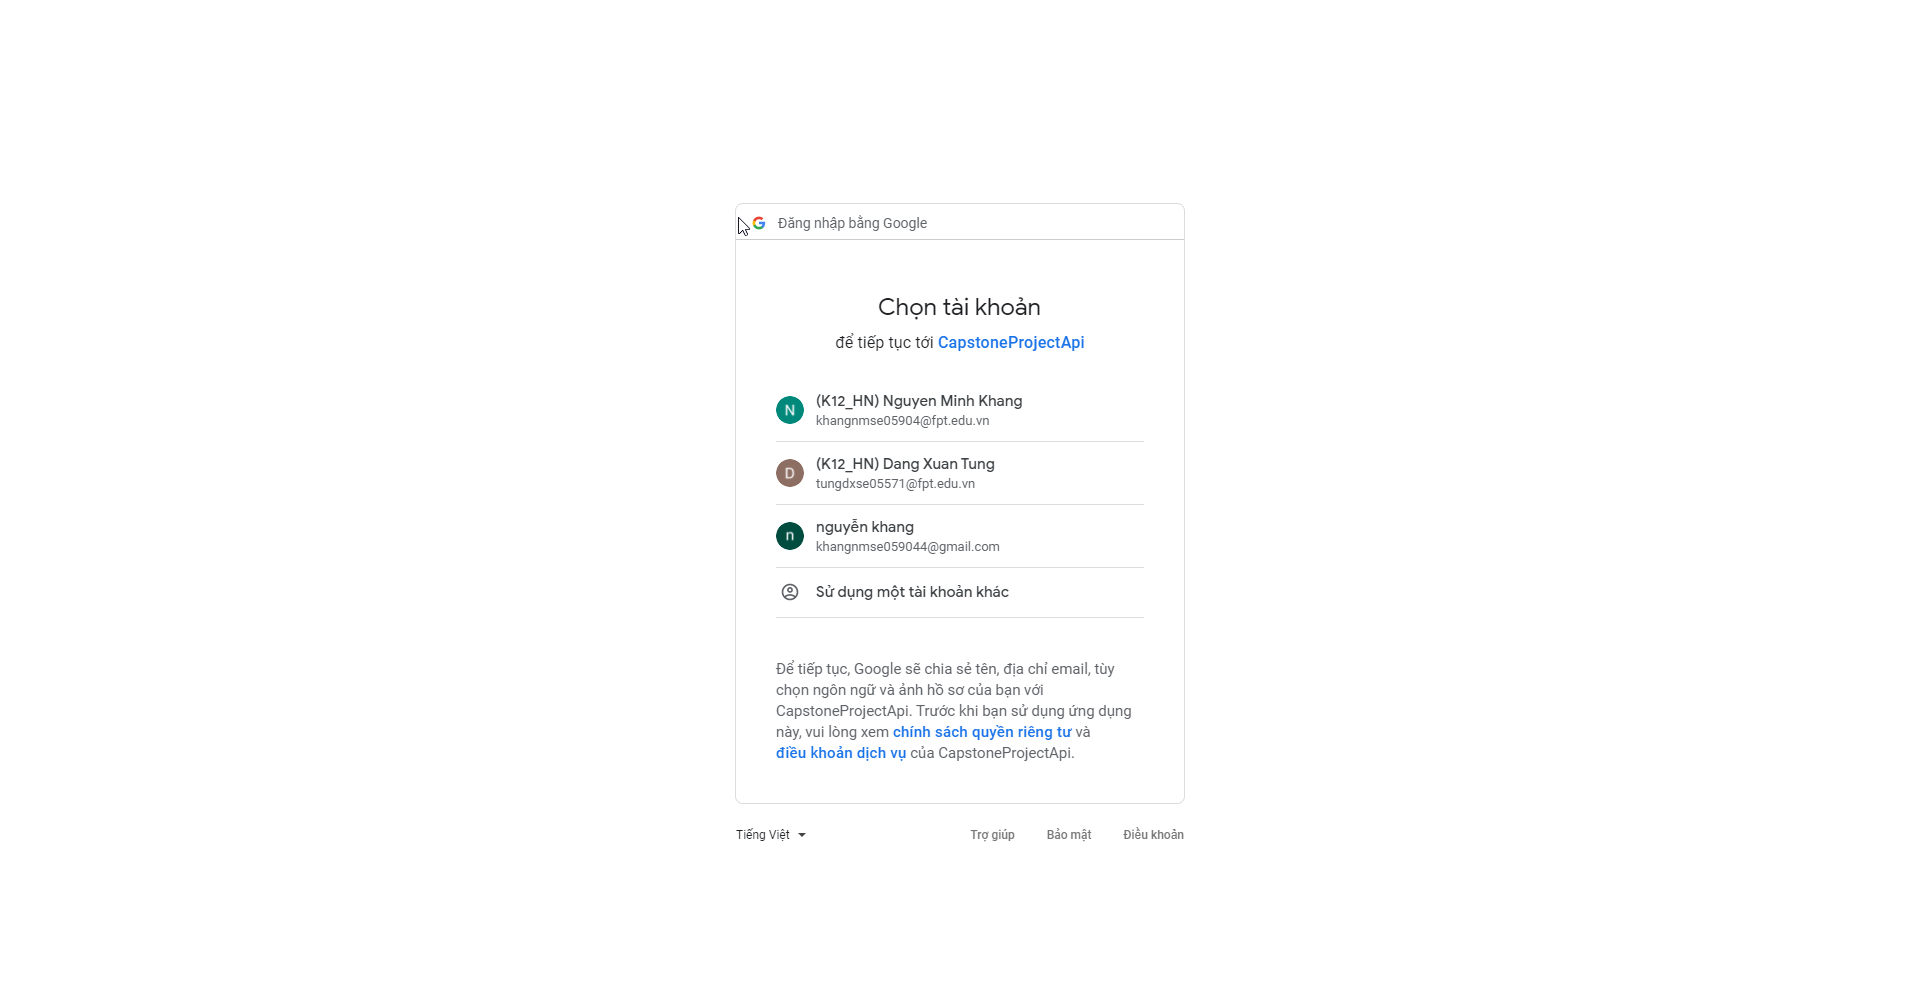 Đăng nhập bằng Google
Chọn tài khoản
để tiếp tục tới CapstoneProjectApi
N
(K12_HN) Nguyen Minh Khang
khangnmse05904@fpt.edu.vn
D
(K12_HN) Dang Xuan Tung
tungdxse05571@fpt.edu.vn
n
nguyễn khang
khangnmse059044@gmail.com
Sử dụng một tài khoản khác
Để tiếp tục, Google sẽ chia sẻ tên, địa chỉ email, tùy
chọn ngôn ngữ và ảnh hồ sơ của bạn với
CapstoneProjectApi. Trước khi bạn sử dụng ứng dụng
này, vui lòng xem chính sách quyền riêng tư và
điều khoản dịch vụ của CapstoneProjectApi.
Tiếng Việt
Trợ giúp
Bảo mật
Điều khoản